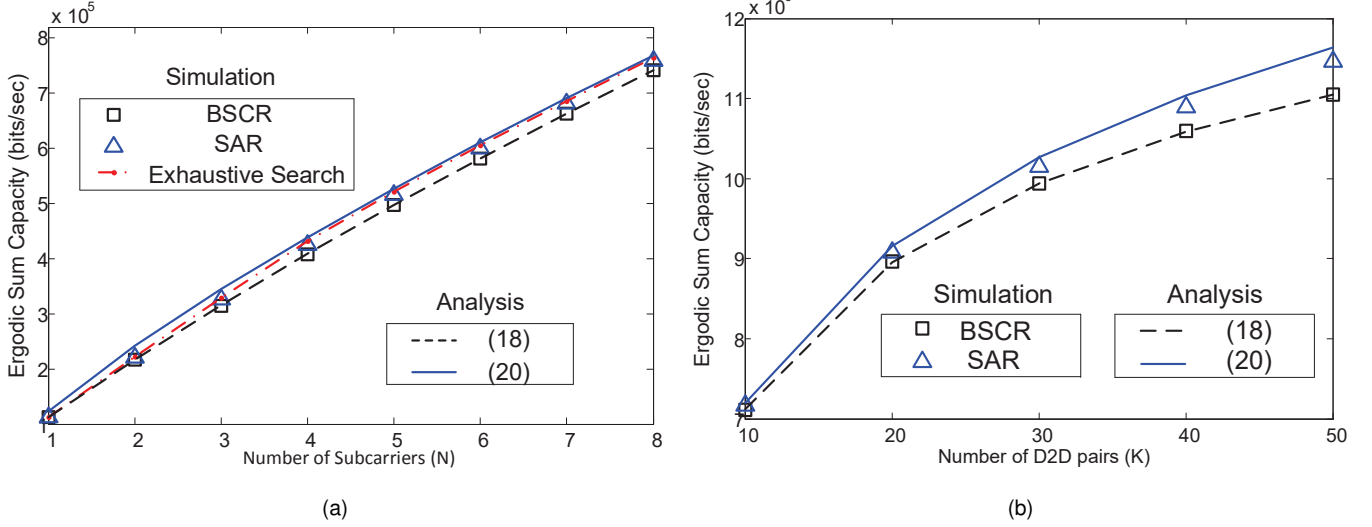 × 10⁵
8
7
6
5
4
3
2
1
Ergodic Sum Capacity (bits/sec)
Simulation
BSCR
SAR
Exhaustive Search
Analysis
(18)
(20)
1 2 3 4 5 6 7 8
Number of Subcarriers (N)
(a)
12
11
10
9
8
7
Ergodic Sum Capacity (bits/sec)
Simulation
BSCR
SAR
Analysis
(18)
(20)
10 20 30 40 50
Number of D2D pairs (K)
(b)